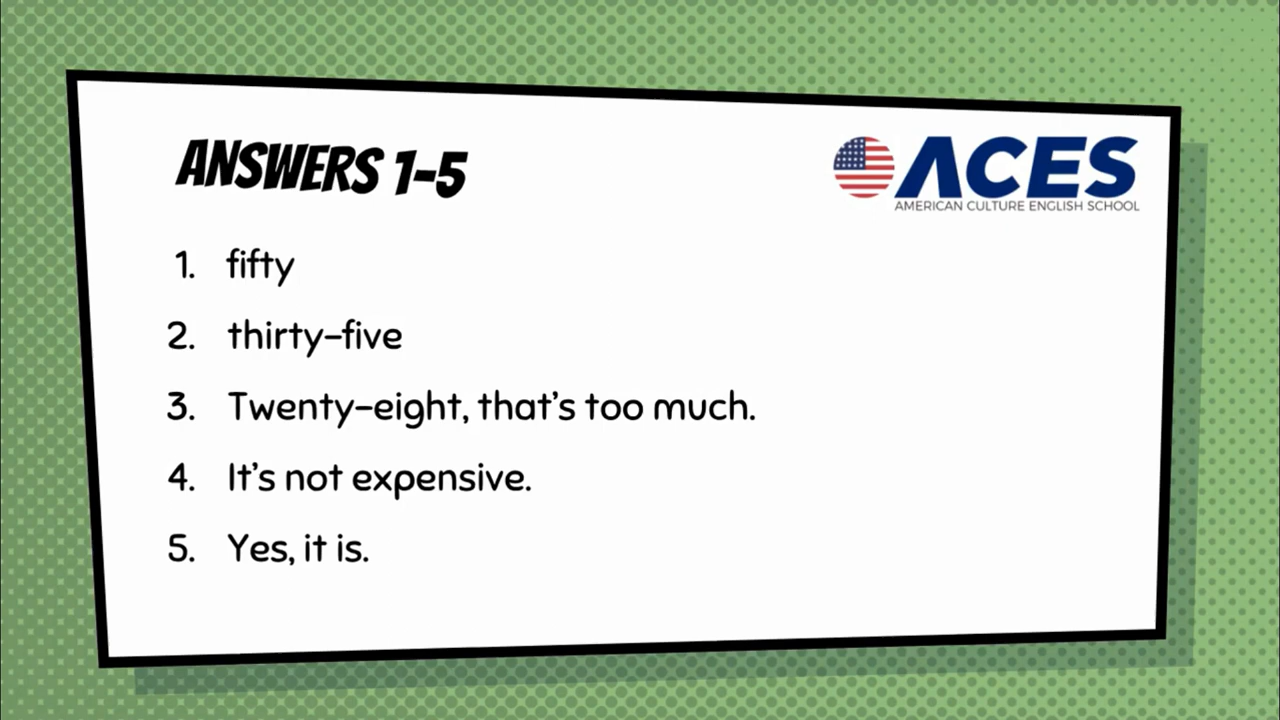 ANSWERS 1-5
ACES
AMERICAN CULTURE ENGLISH SCHOOL
1. fifty
2. thirty-five
3. Twenty-eight, that's too much.
4. It's not expensive.
5. Yes, it is.